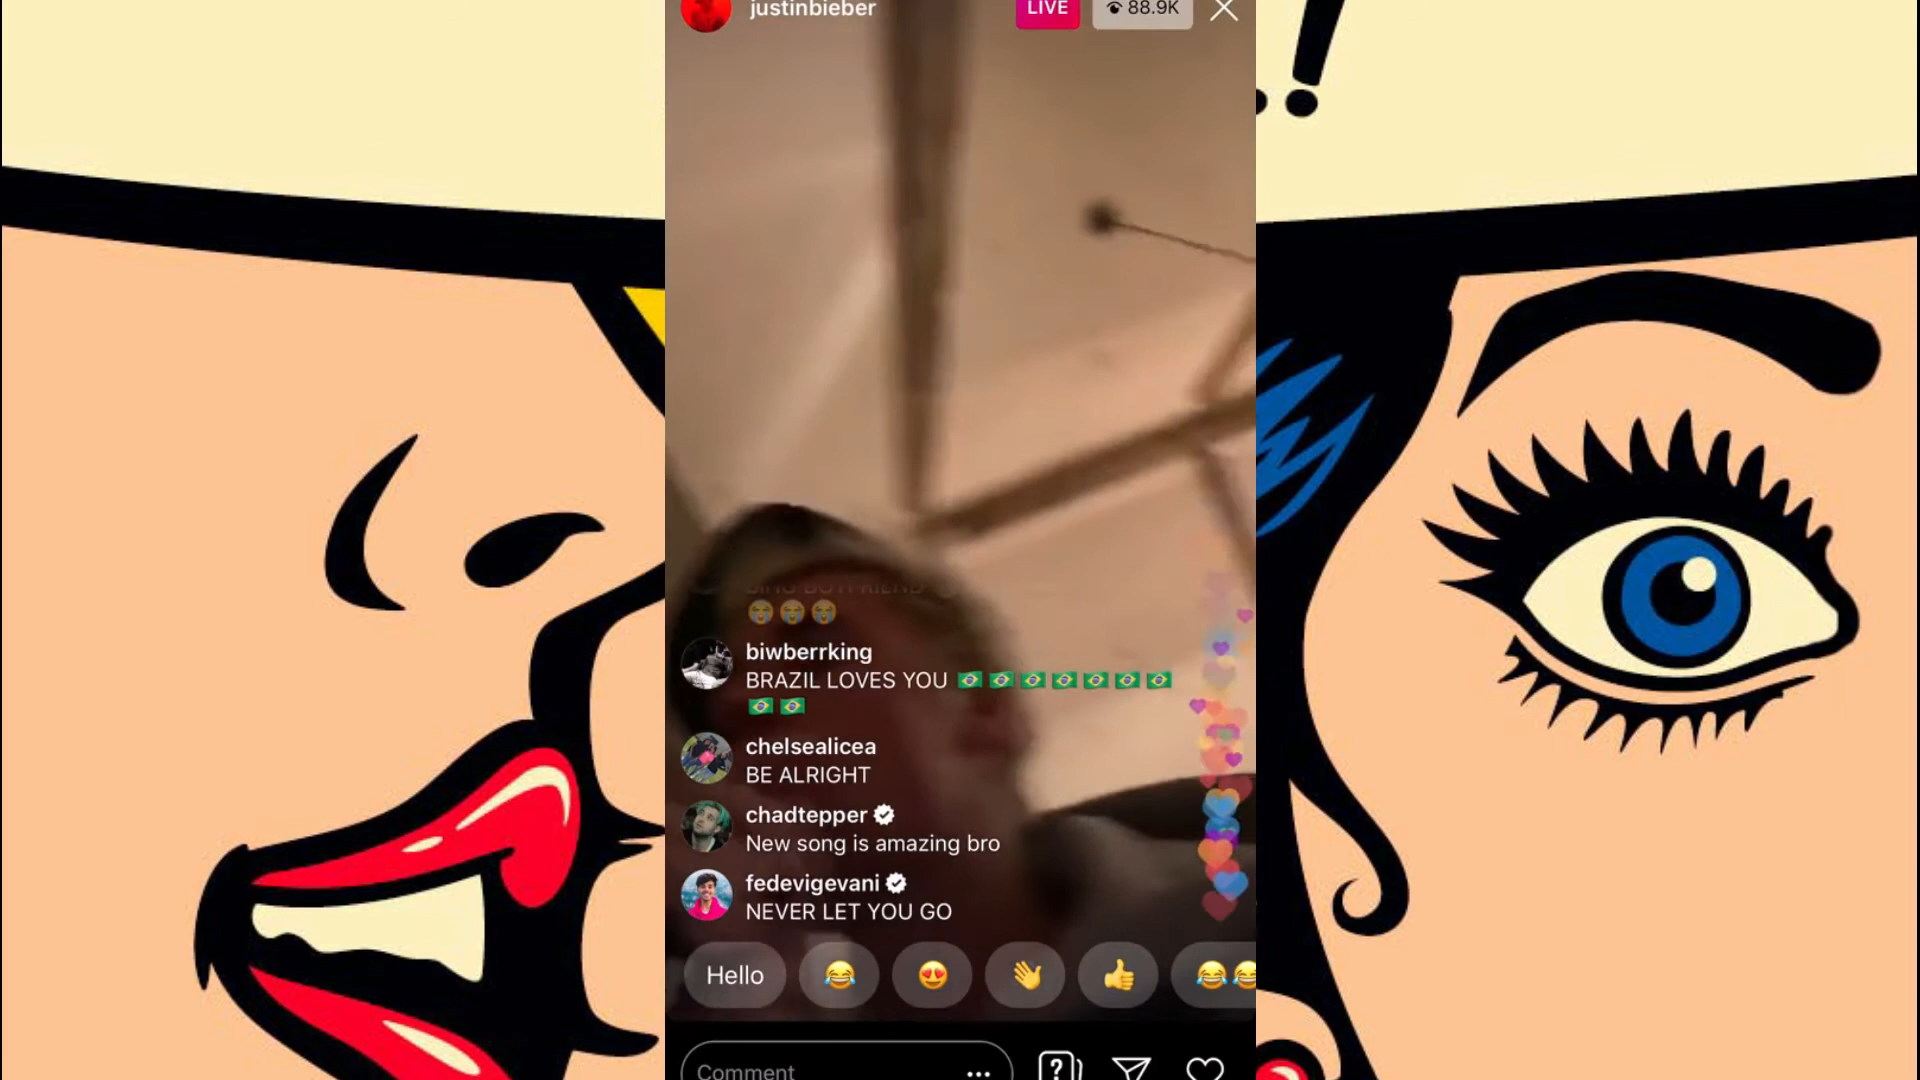 justinbieber LIVE 88.9K
biwberrking
BRAZIL LOVES YOU
chelsealicea
BE ALRIGHT
chadtepper
New song is amazing bro
fedevigevani
NEVER LET YOU GO
Hello
Comment